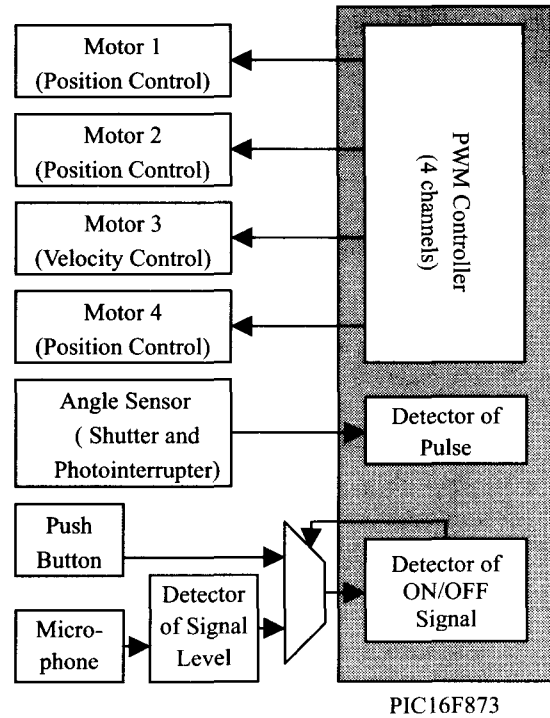 Motor 1
(Position Control)
Motor 2
(Position Control)
Motor 3
(Velocity Control)
Motor 4
(Position Control)
PWM Controller
(4 channels)
Angle Sensor
( Shutter and
Photointerrupter)
Detector of
Pulse
Push
Button
Micro-
phone
Detector
of Signal
Level
Detector of
ON/OFF
Signal
PIC16F873